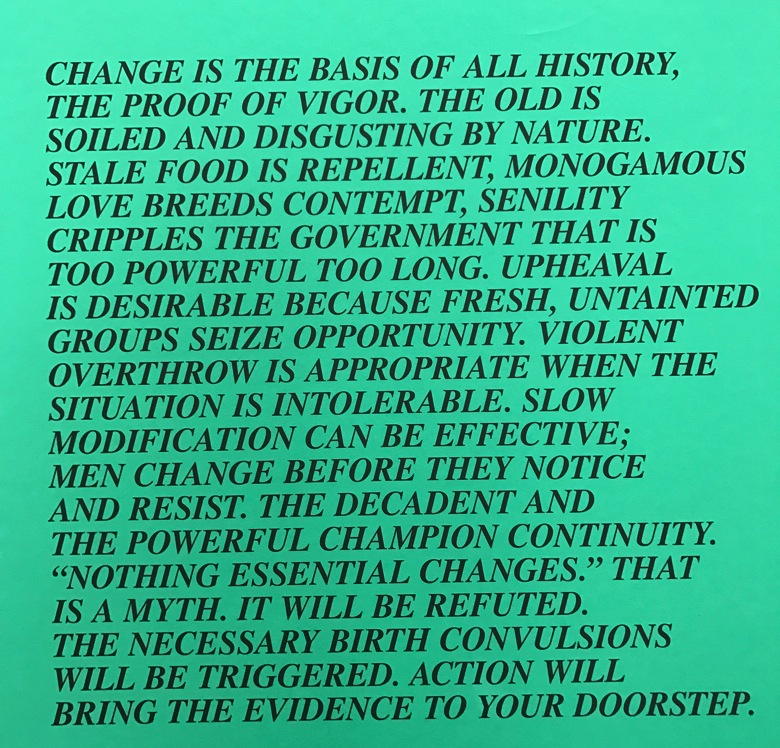 CHANGE IS THE BASIS OF ALL HISTORY,
THE PROOF OF VIGOR. THE OLD IS
SOILED AND DISGUSTING BY NATURE.
STALE FOOD IS REPELLENT, MONOGAMOUS
LOVE BREEDS CONTEMPT, SENILITY
CRIPPLES THE GOVERNMENT THAT IS
TOO POWERFUL TOO LONG. UPHEAVAL
IS DESIRABLE BECAUSE FRESH, UNTAINTED
GROUPS SEIZE OPPORTUNITY. VIOLENT
OVERTHROW IS APPROPRIATE WHEN THE
SITUATION IS INTOLERABLE. SLOW
MODIFICATION CAN BE EFFECTIVE;
MEN CHANGE BEFORE THEY NOTICE
AND RESIST. THE DECADENT AND
THE POWERFUL CHAMPION CONTINUITY.
“NOTHING ESSENTIAL CHANGES.” THAT
IS A MYTH. IT WILL BE REFUTED.
THE NECESSARY BIRTH CONVULSIONS
WILL BE TRIGGERED. ACTION WILL
BRING THE EVIDENCE TO YOUR DOORSTEP.